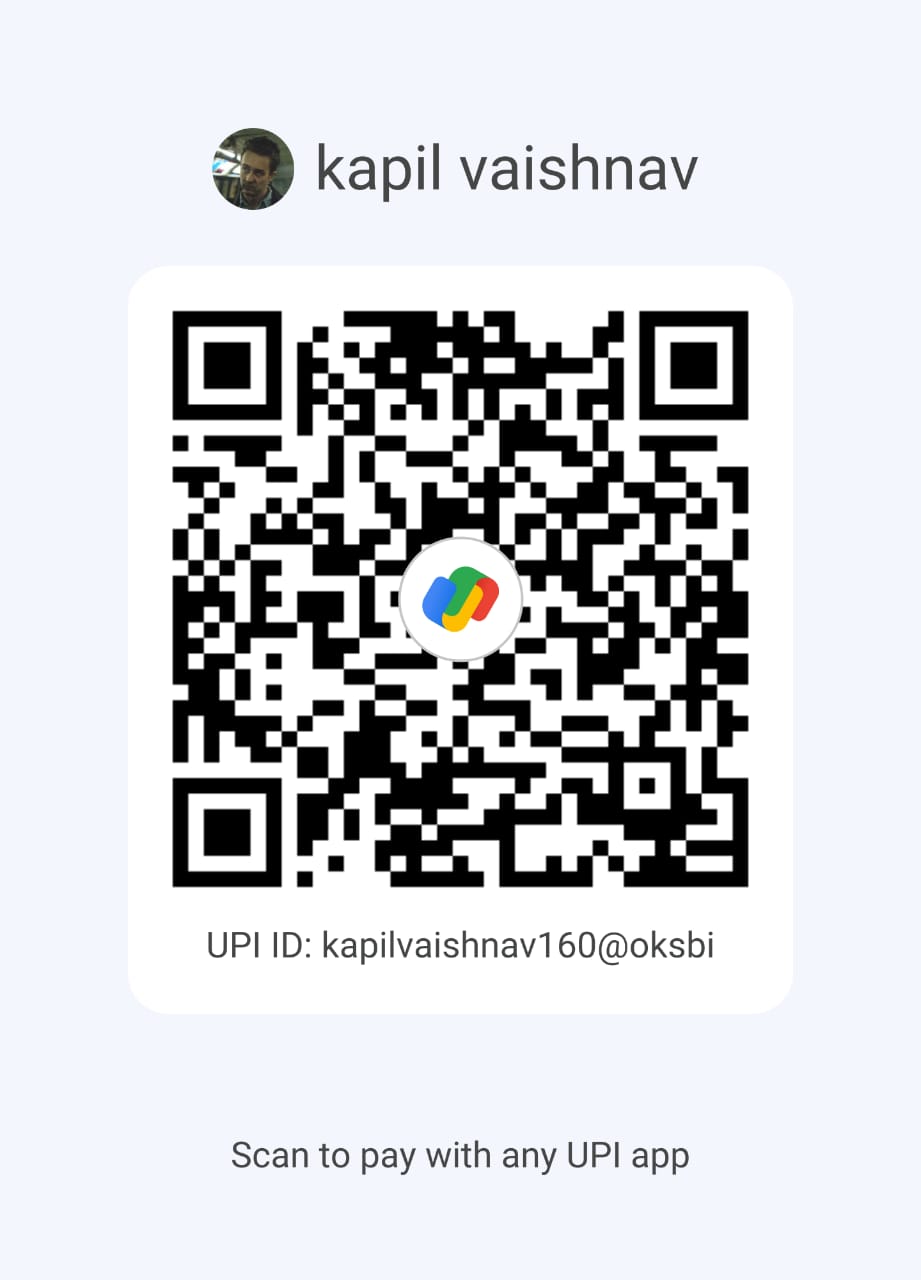 kapil vaishnav
UPI ID: kapilvaishnav160@oksbi
Scan to pay with any UPI app